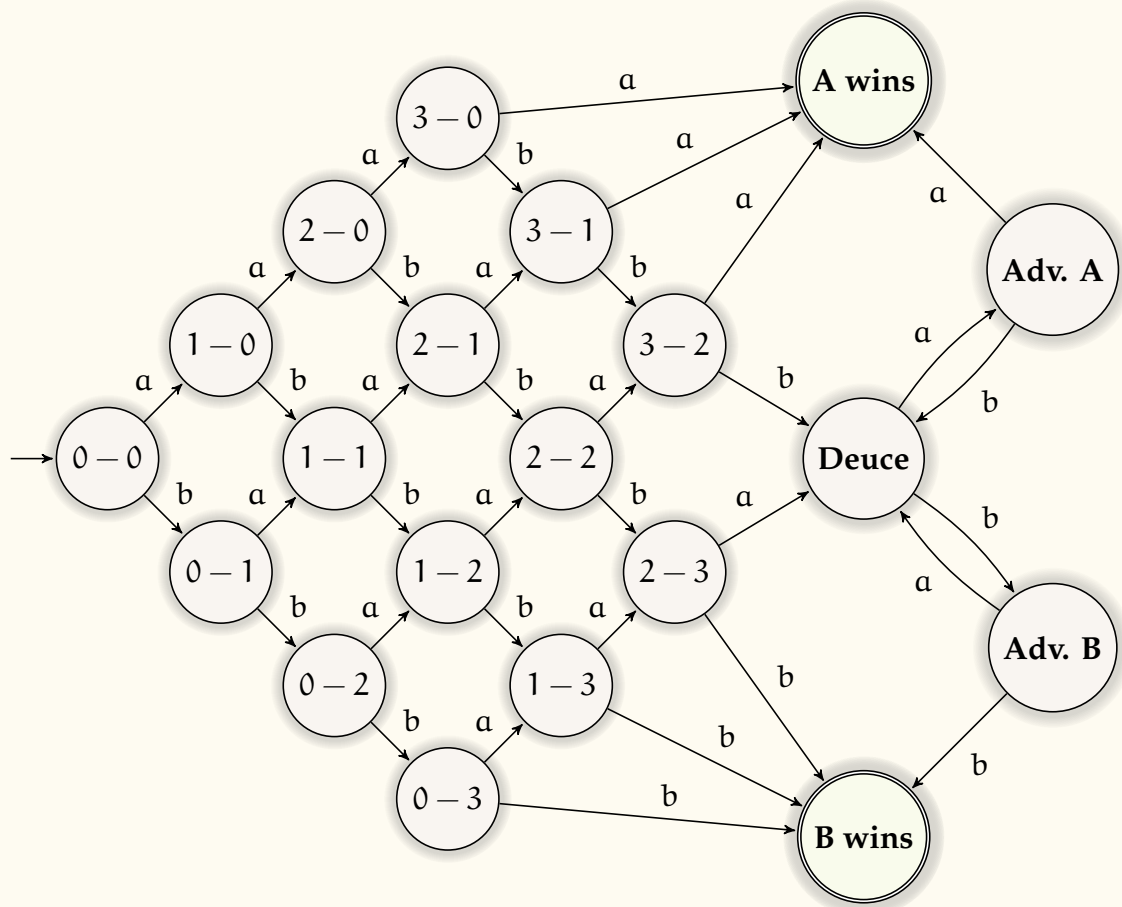 A wins
a
3 − 0
a
a b
2 − 0 3 − 1 a
a
a b a b Adv. A
1 − 0 2 − 1 3 − 2
a
a b a b a b b
0 − 0 1 − 1 2 − 2 Deuce
b a b a b a b
0 − 1 1 − 2 2 − 3
a
b a b a Adv. B
0 − 2 1 − 3 b
b a b b
0 − 3 b
B wins